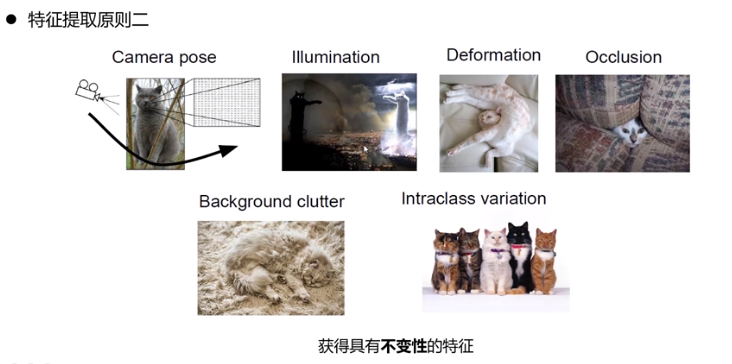 ● 特征提取原则二
Camera pose
Illumination
Deformation
Occlusion
Background clutter
Intraclass variation
获得具有不变性的特征